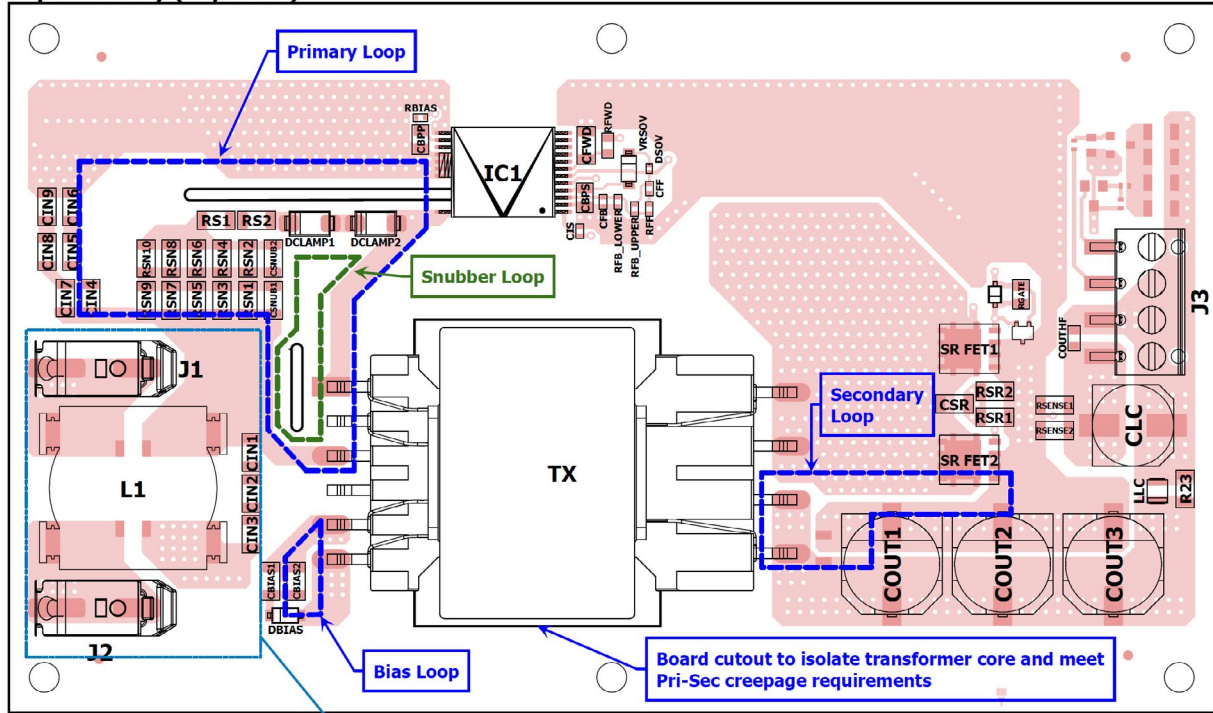 Primary Loop
RBIAS
CBPP
IC1
CFWD
RFWD
VRSOV
DSOV
CFF
CBPS
CFB
RFB_LOWER
RFB_UPPER
RFF
CIS
CIN9
CIN6
CIN8
CIN5
CIN7
CIN4
RS1
RS2
DCLAMP1
DCLAMP2
RSN10
RSN8
RSN6
RSN4
RSN2
CSNUB2
RSN9
RSN7
RSN5
RSN3
RSN1
CSNUB1
Snubber Loop
J1
L1
CIN1
CIN2
CIN3
J2
CBIAS1
CBIAS2
DBIAS
Bias Loop
TX
Secondary
Loop
SR FET1
CSR
RSR2
RSR1
SR FET2
RGATE
COUTHF
J3
RSENSE1
RSENSE2
CLC
LLC
R23
COUT1
COUT2
COUT3
Board cutout to isolate transformer core and meet
Pri-Sec creepage requirements